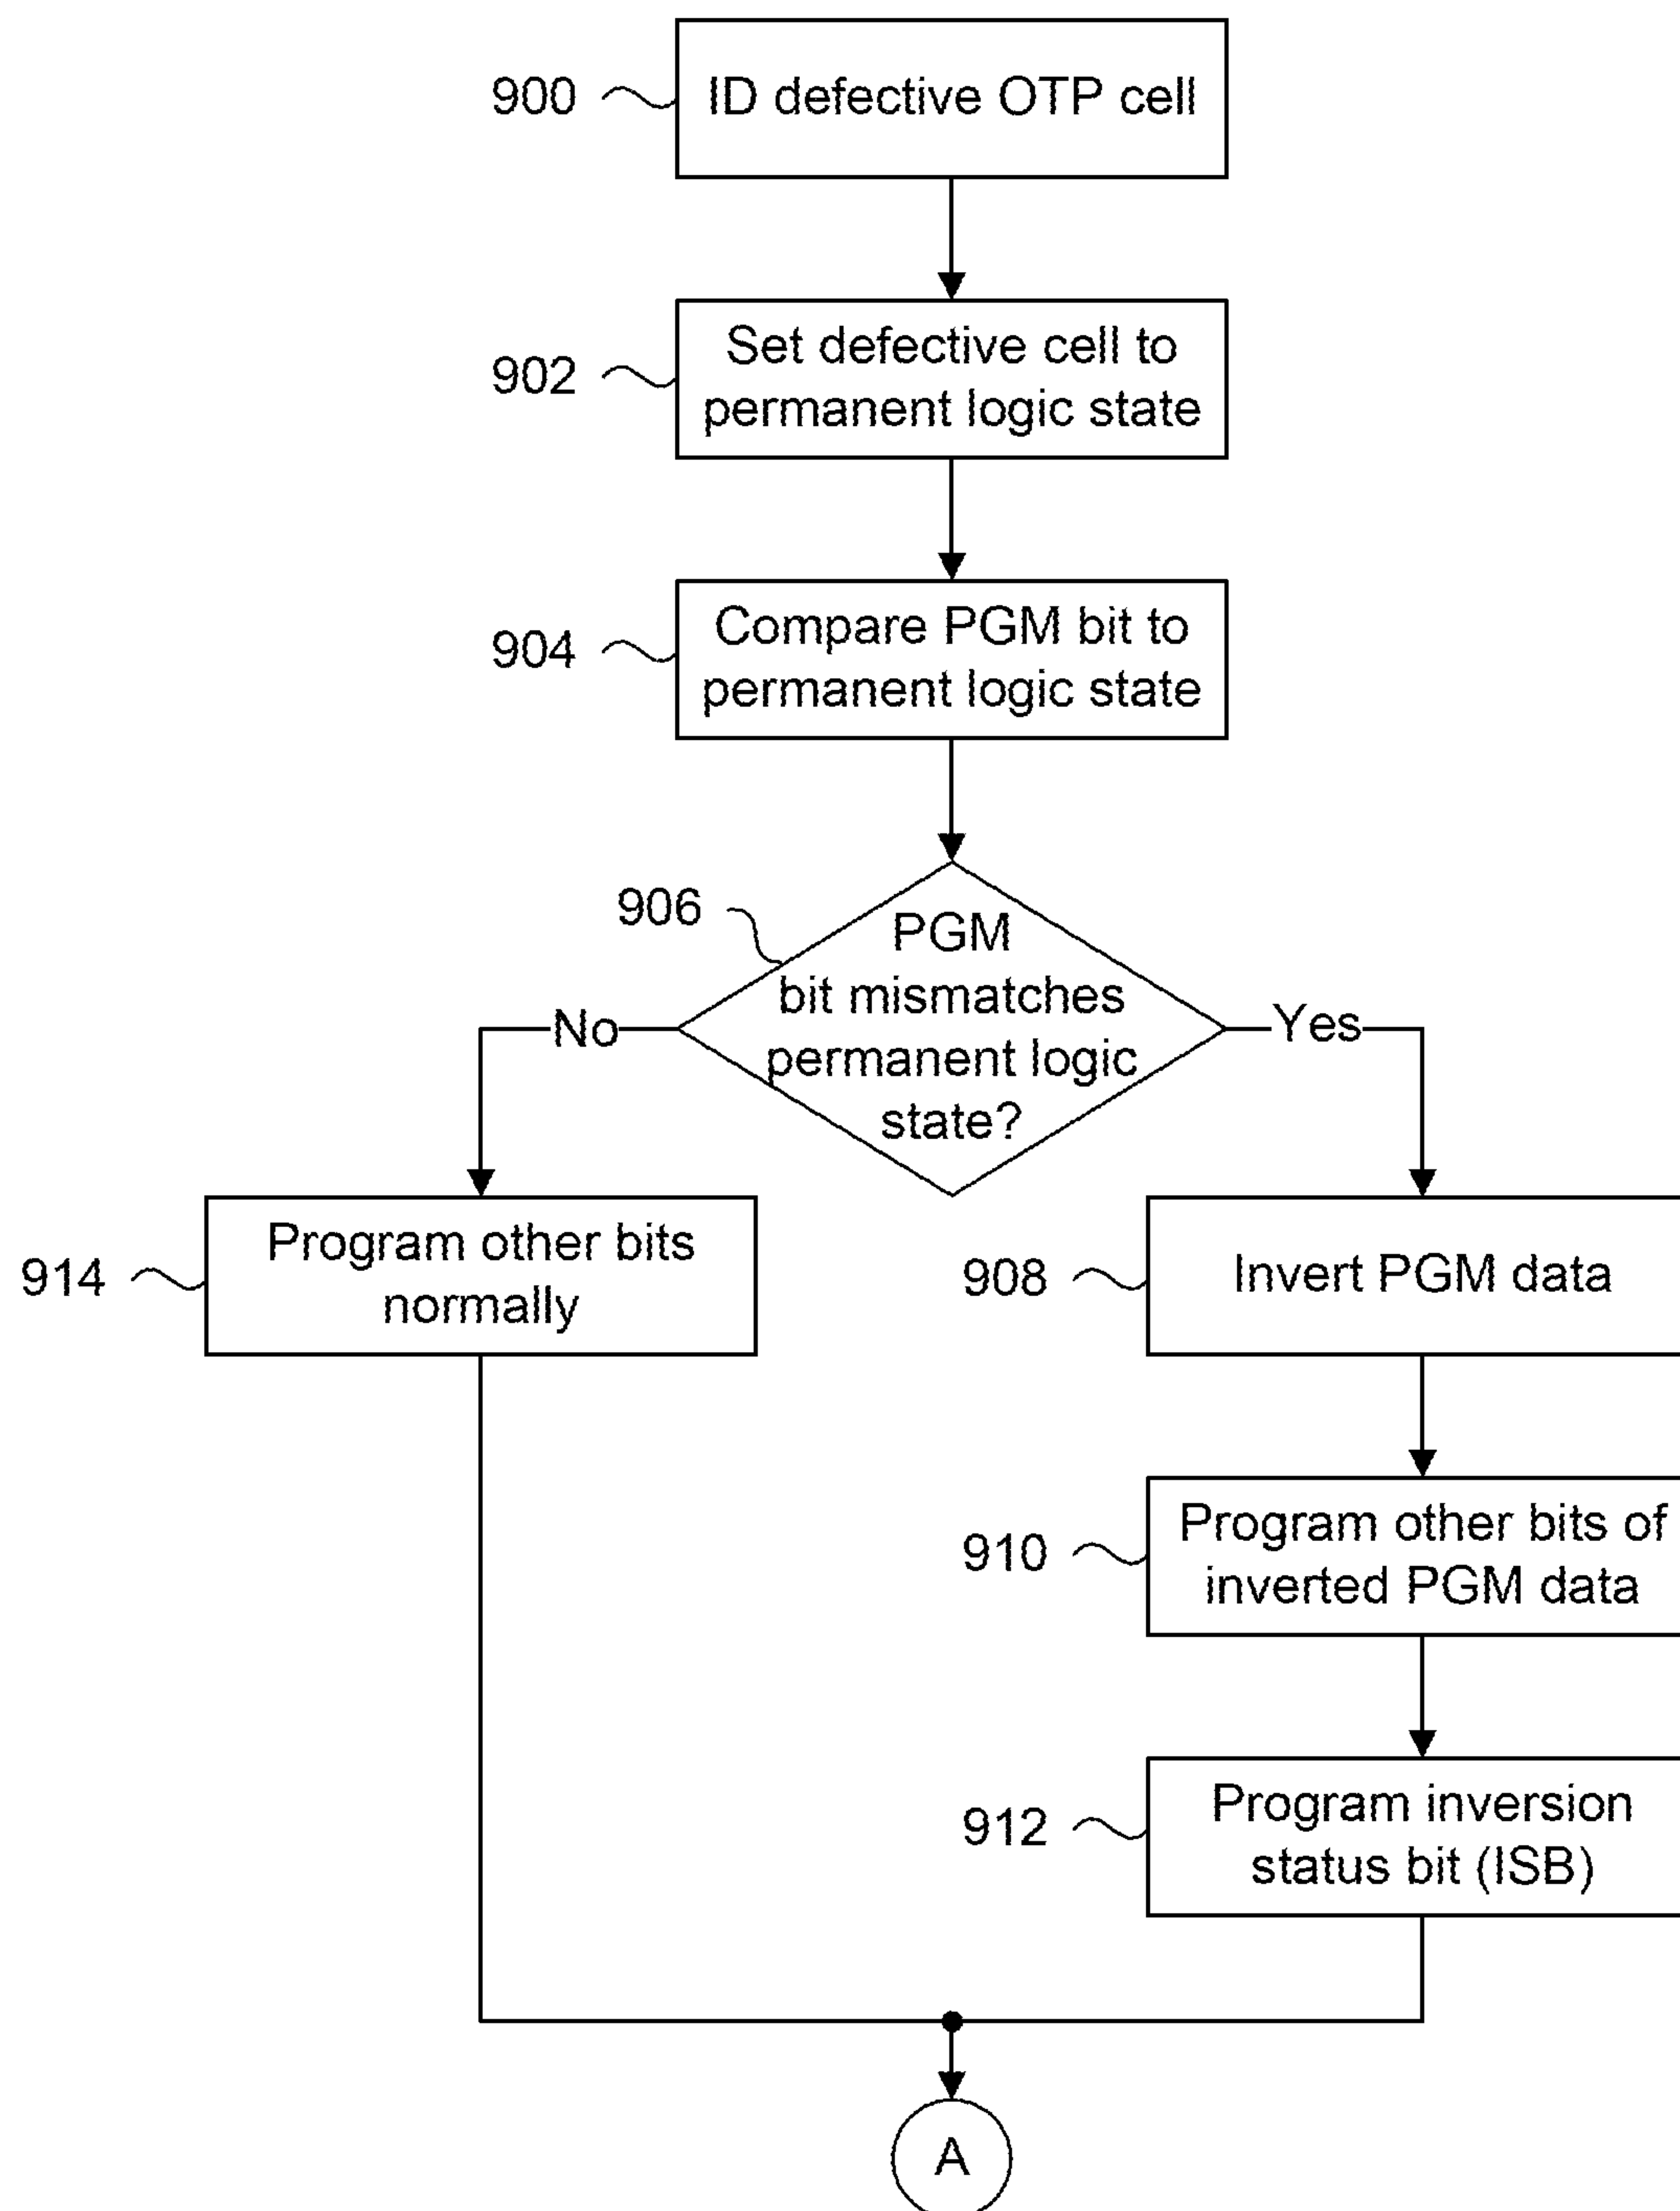 900
ID defective OTP cell
902
Set defective cell to
permanent logic state
904
Compare PGM bit to
permanent logic state
906
PGM
bit mismatches
permanent logic
state?
No
Yes
914
Program other bits
normally
908
Invert PGM data
910
Program other bits of
inverted PGM data
912
Program inversion
status bit (ISB)
A